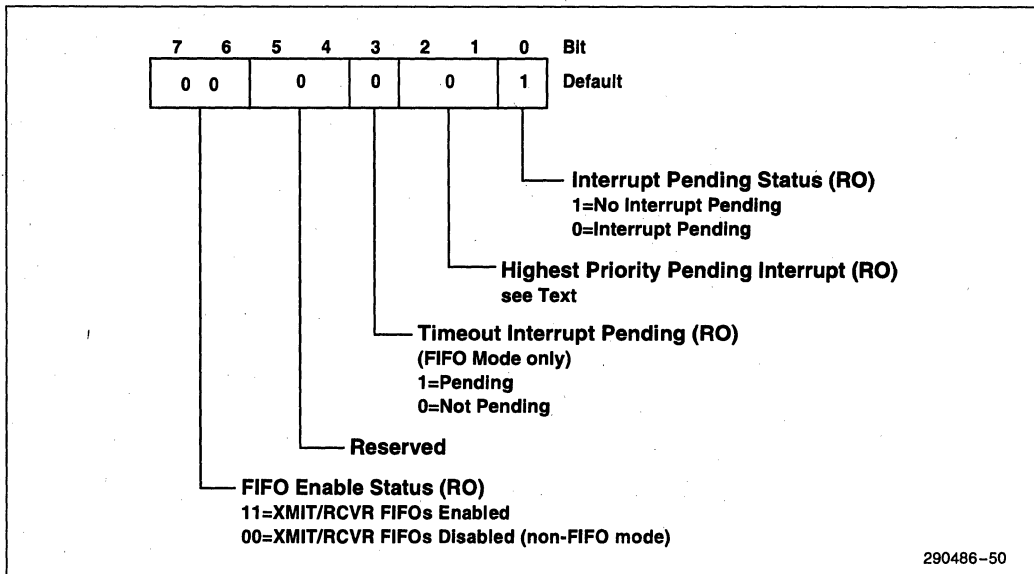 7 6 5 4 3 2 1 0 Bit
0 0 0 0 0 1 Default
Interrupt Pending Status (RO)
1=No Interrupt Pending
0=Interrupt Pending
Highest Priority Pending Interrupt (RO)
see Text
Timeout Interrupt Pending (RO)
(FIFO Mode only)
1=Pending
0=Not Pending
Reserved
FIFO Enable Status (RO)
11=XMIT/RCVR FIFOs Enabled
00=XMIT/RCVR FIFOs Disabled (non-FIFO mode)
290486-50